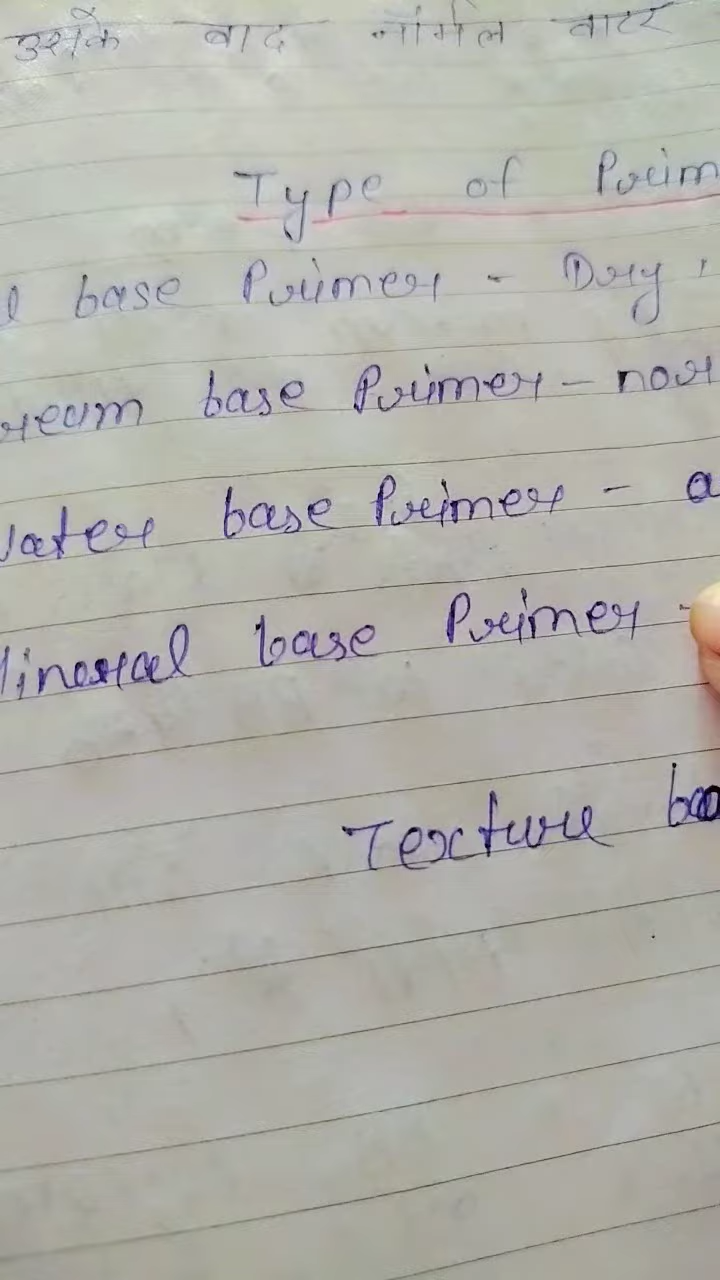 उसके बाद नॉर्मल वाटर
Type of Prim
l base Primer - Dry
ream base Primer - nor
ater base Primer - a
ineral base Primer -
Texture ba